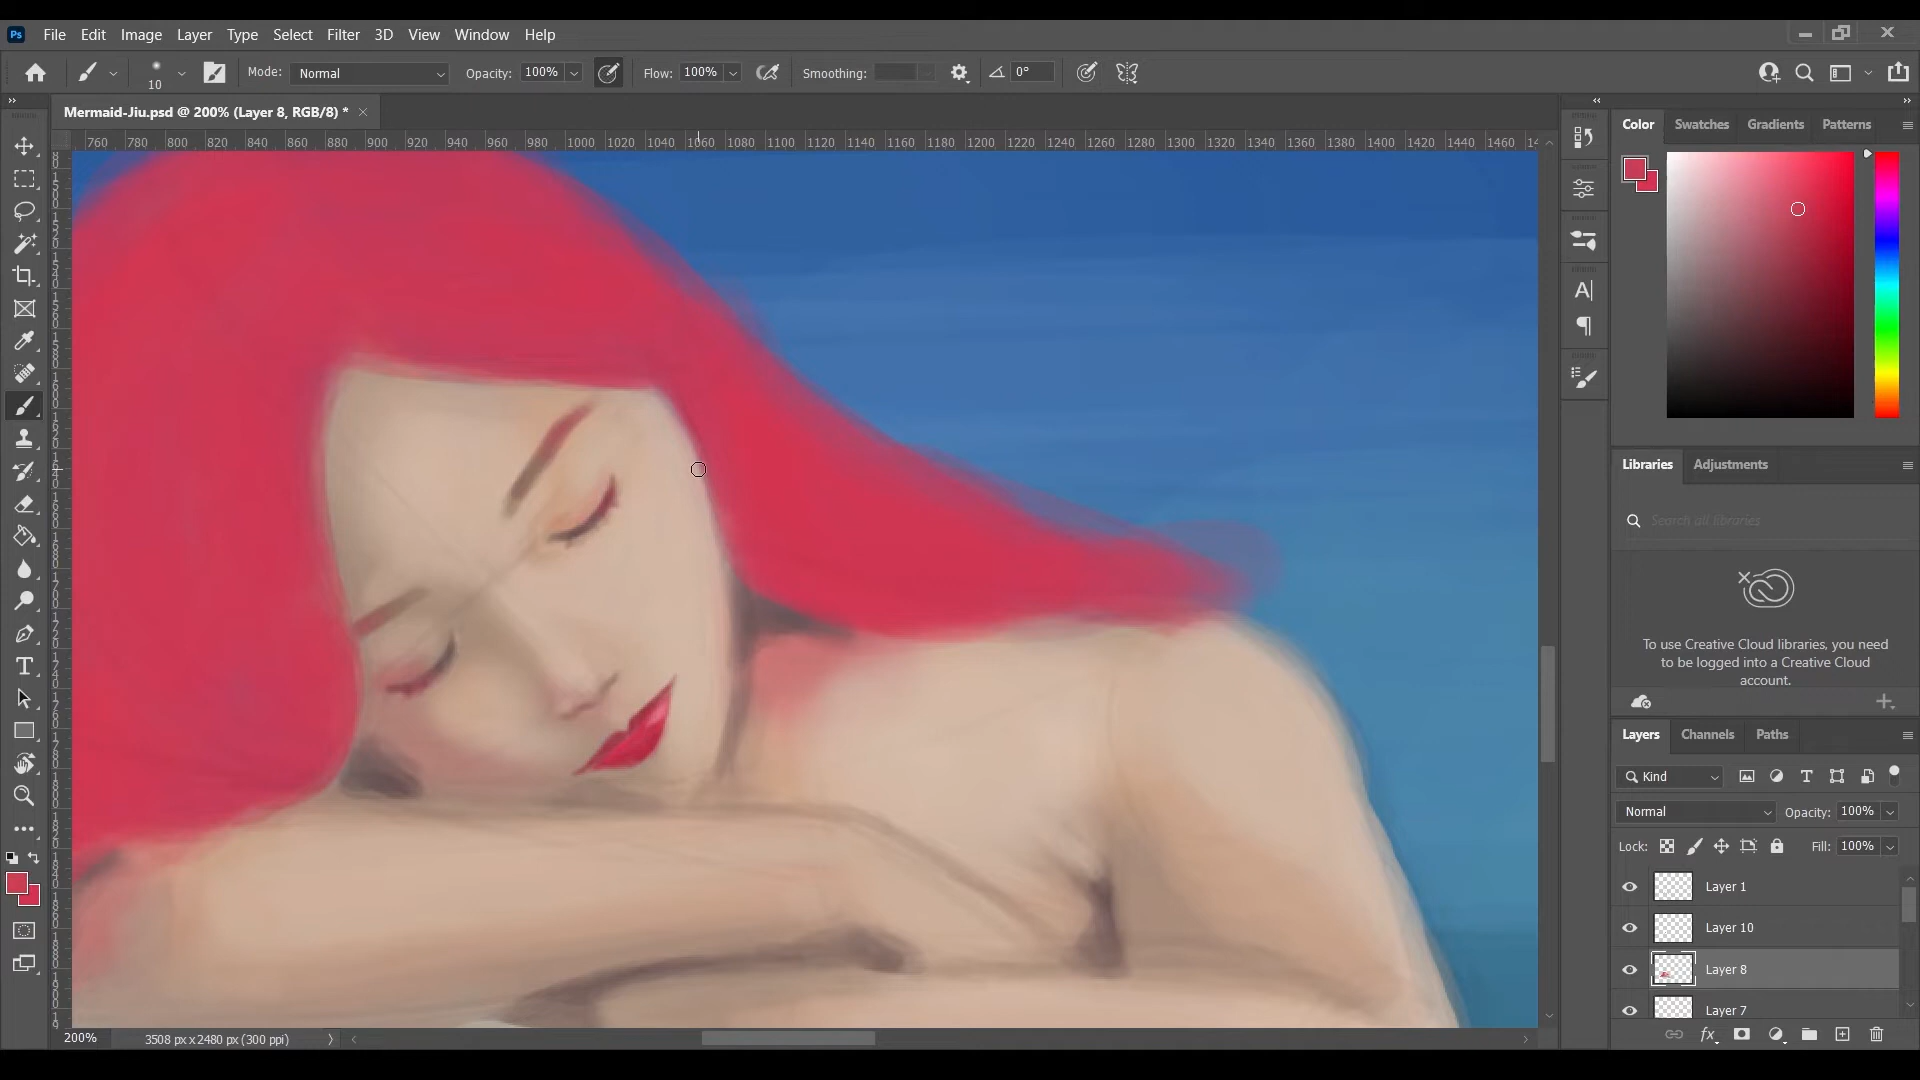 Ps File Edit Image Layer Type Select Filter 3D View Window Help
10 Mode: Normal Opacity: 100% Flow: 100% Smoothing: 0°
Mermaid-Jiu.psd @ 200% (Layer 8, RGB/8) *
760 780 800 820 840 860 880 900 920 940 960 980 1000 1020 1040 1060 1080 1100 1120 1140 1160 1180 1200 1220 1240 1260 1280 1300 1320 1340 1360 1380 1400 1420 1440 1460
Color Swatches Gradients Patterns
Libraries Adjustments
Search all libraries
To use Creative Cloud libraries, you need
to be logged into a Creative Cloud
account.
Layers Channels Paths
Kind
Normal Opacity: 100%
Lock: Fill: 100%
Layer 1
Layer 10
Layer 8
Layer 7
200% 3508 px x 2480 px (300 ppi)